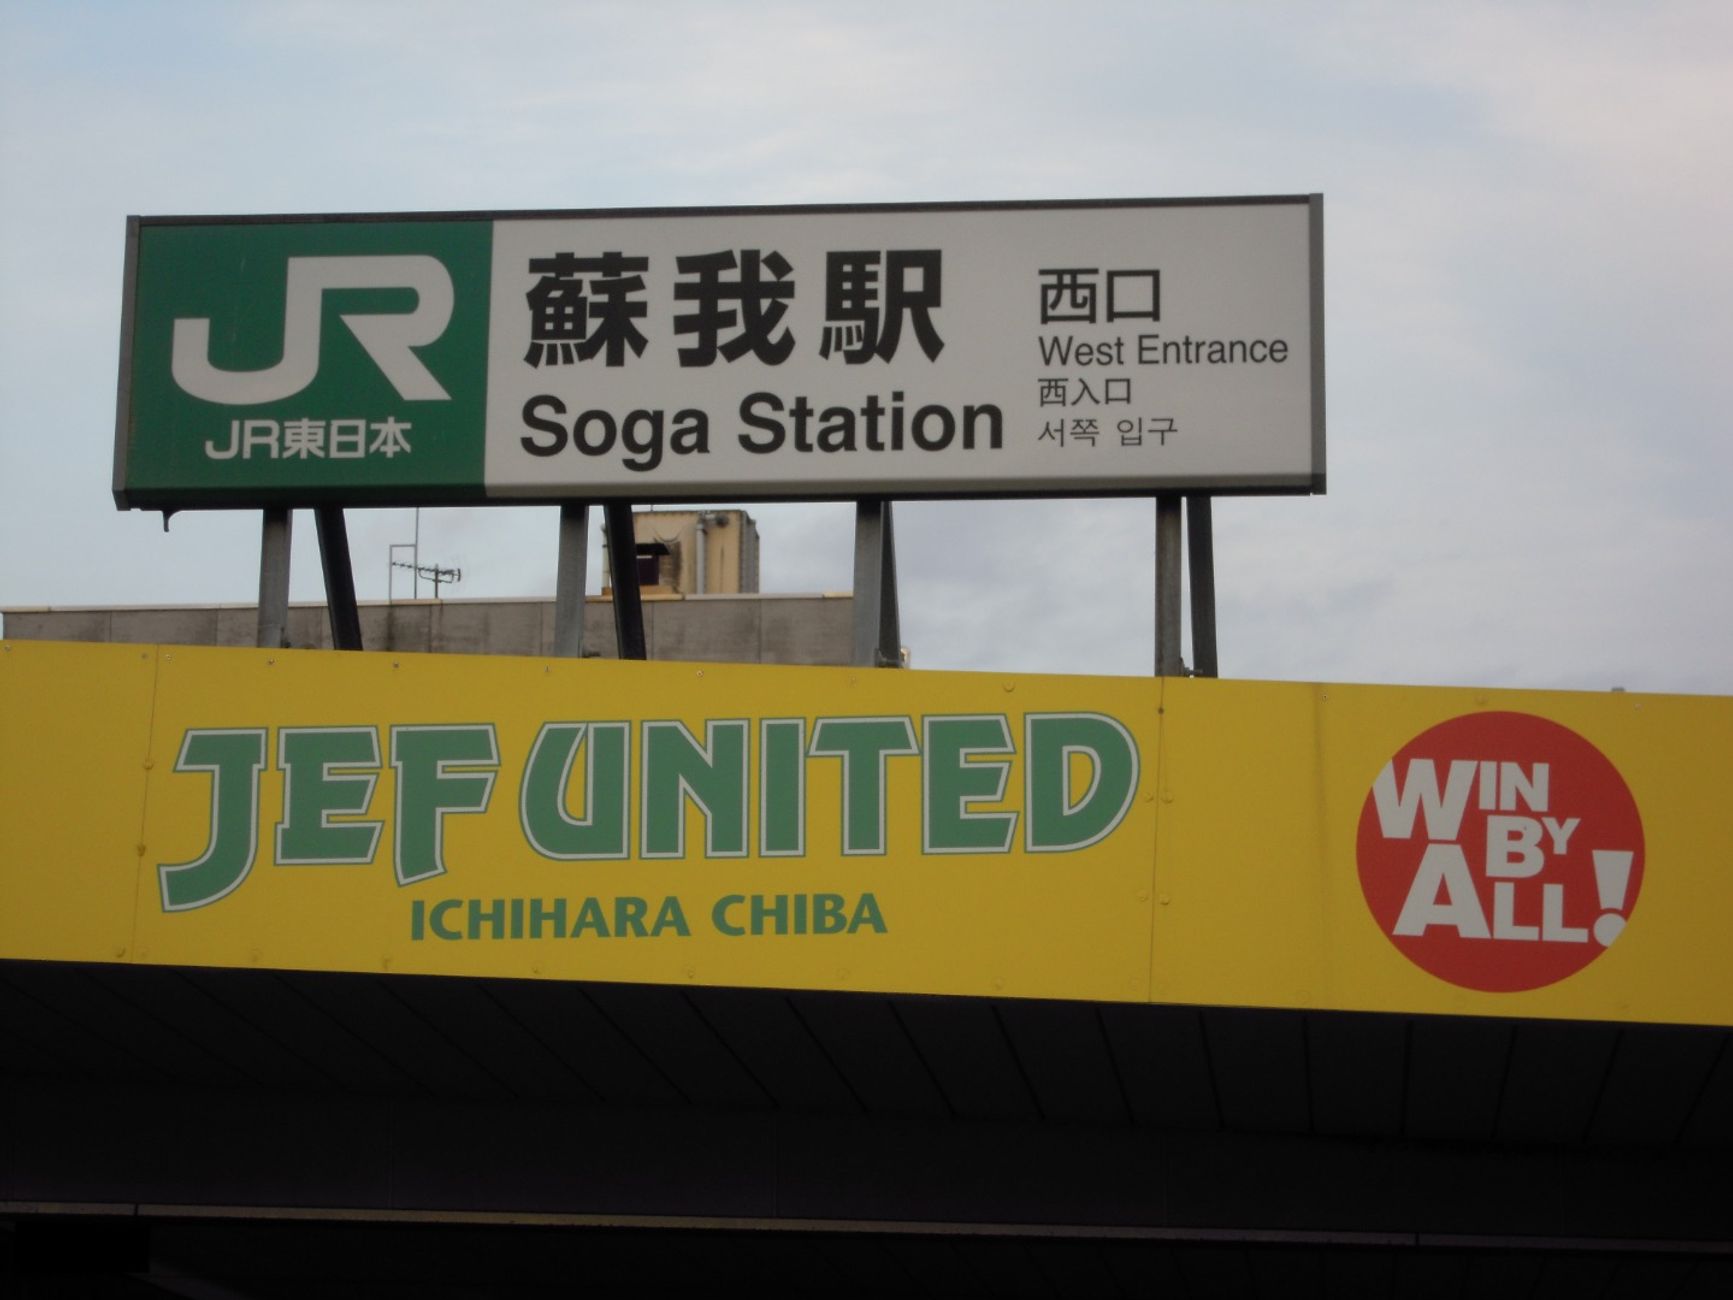 JR
JR東日本
蘇我駅
Soga Station
西口
West Entrance
西入口
서쪽 입구
JEF UNITED
ICHIHARA CHIBA
WIN
BY
ALL!